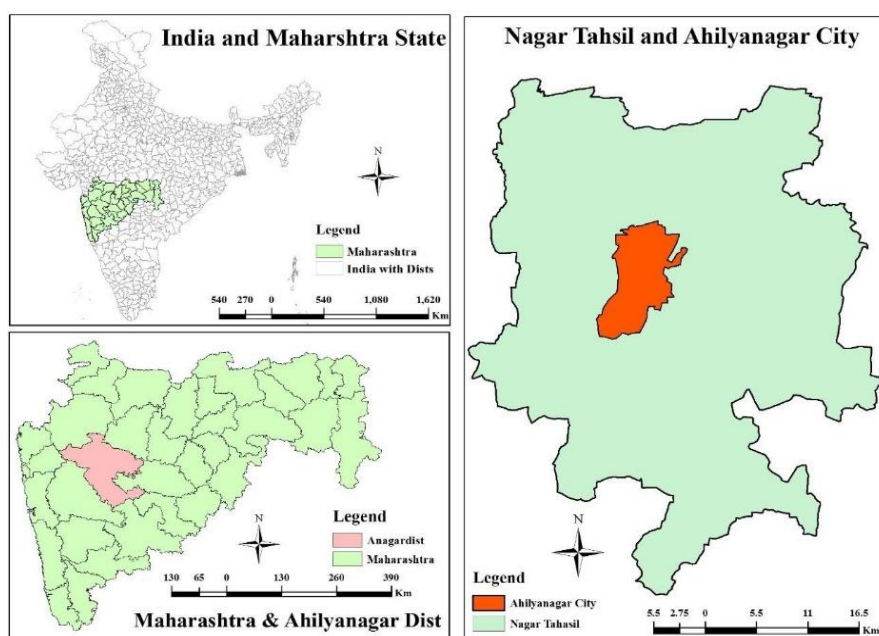 India and Maharshtra State
N
Legend
Maharashtra
India with Dists
540 270 0 540 1,080 1,620
Km
Legend
Anagardist
Maharashtra
N
130 65 0 130 260 390
Km
Maharashtra & Ahilyanagar Dist
Nagar Tahsil and Ahilyanagar City
N
Legend
Ahilyanagar City
Nagar Tahasil
5.5 2.75 0 5.5 11 16.5
Km